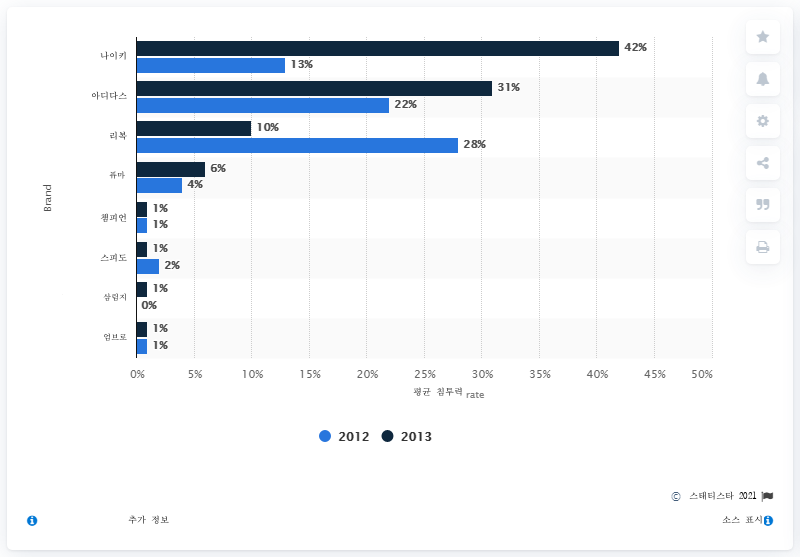 나이키
42%
13%
아디다스
31%
22%
리복
10%
28%
퓨마
6%
4%
챔피언
1%
1%
스피도
1%
2%
상림지
1%
0%
엄브로
1%
1%
Brand
0% 5% 10% 15% 20% 25% 30% 35% 40% 45% 50%
평균 침투력 rate
2012 2013
© 스태티스타 2021
추가 정보
소스 표시